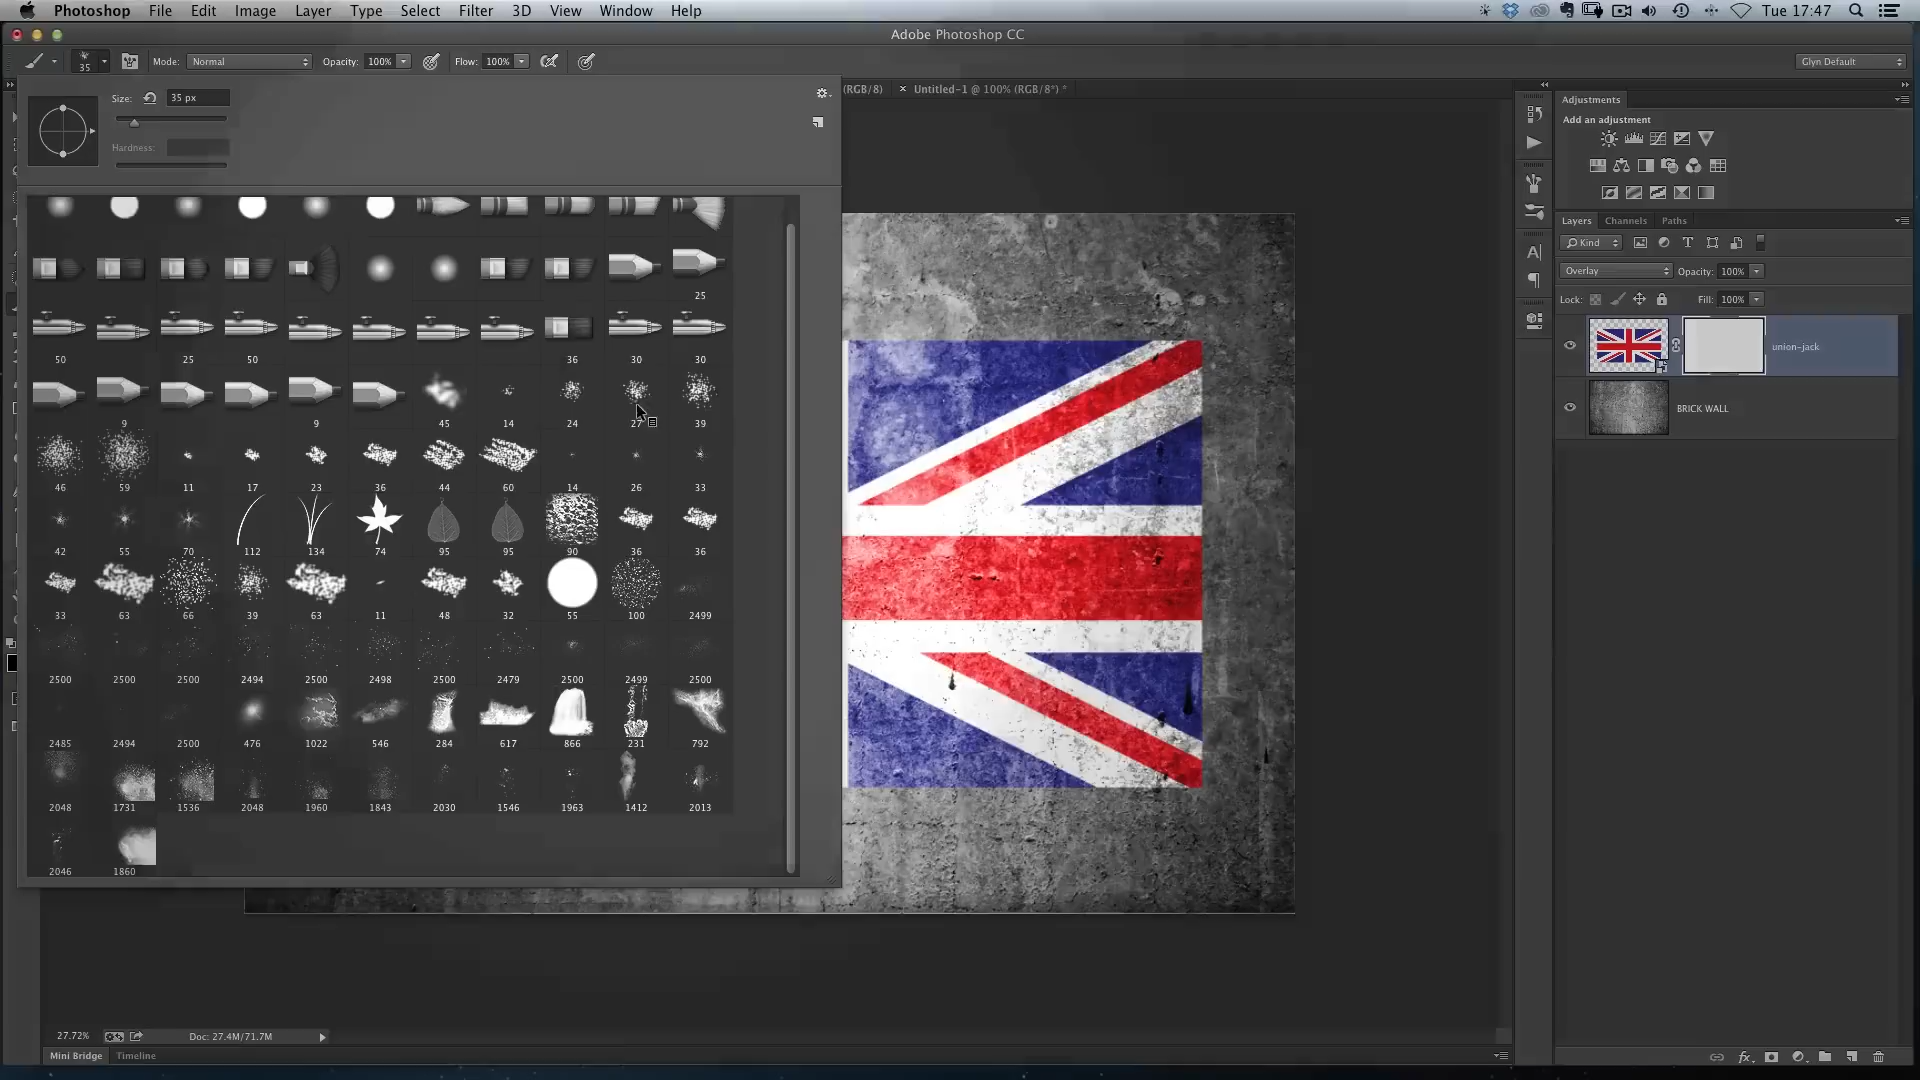 Photoshop File Edit Image Layer Type Select Filter 3D View Window Help Tue 17:47
Adobe Photoshop CC
35 Mode: Normal Opacity: 100% Flow: 100% Glyn Default
Size: 35 px
Hardness:
(RGB/8) × Untitled-1 @ 100% (RGB/8*) *
25
50 25 50 36 30 30
9 9 45 14 24 27 39
46 59 11 17 23 36 44 60 14 26 33
42 55 70 112 134 74 95 95 90 36 36
33 63 66 39 63 11 48 32 55 100 2499
2500 2500 2500 2494 2500 2498 2500 2479 2500 2499 2500
2485 2494 2500 476 1022 546 284 617 866 231 792
2048 1731 1536 2048 1960 1843 2030 1546 1963 1412 2013
2046 1860
Adjustments
Add an adjustment
Layers Channels Paths
Kind
Overlay Opacity: 100%
Lock: Fill: 100%
union-jack
BRICK WALL
27.72% Doc: 27.4M/71.7M
Mini Bridge Timeline
fx